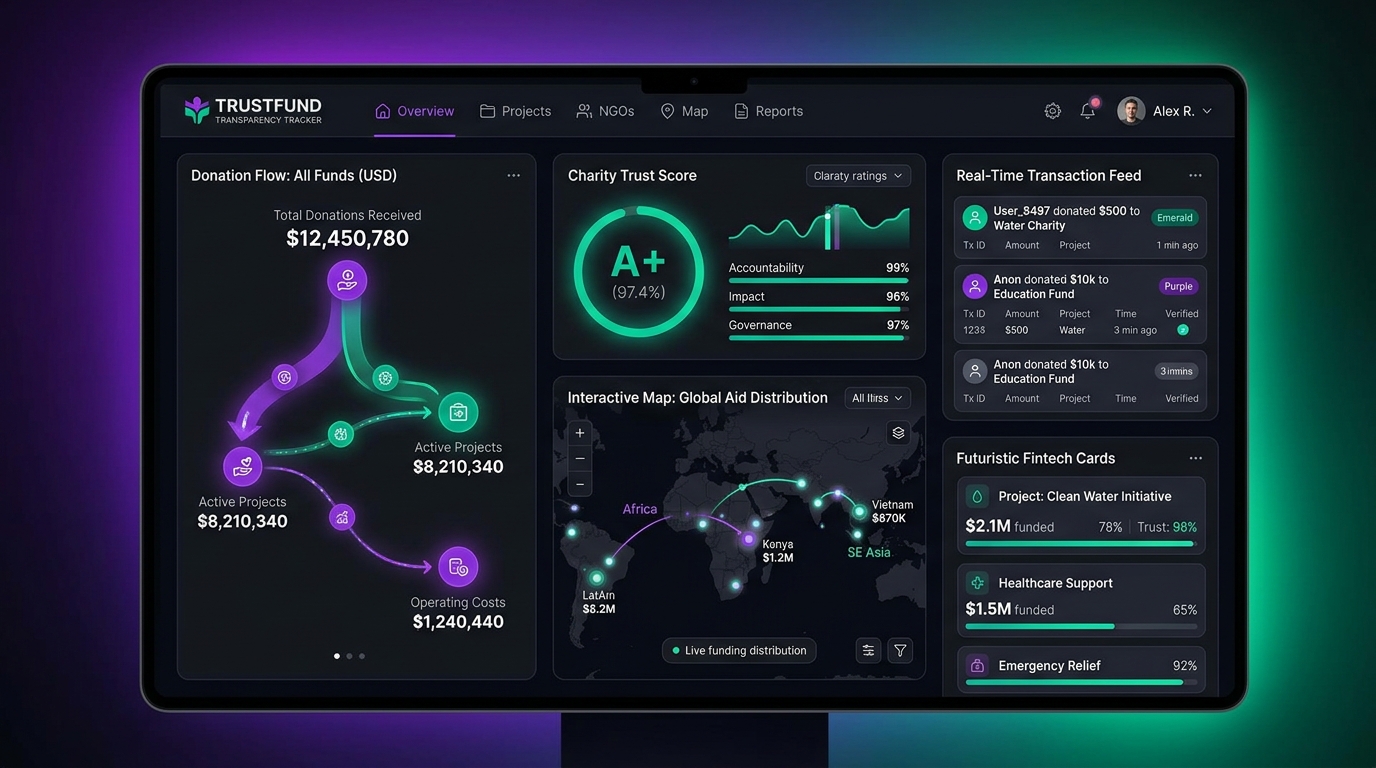 TRUSTFUND
TRANSPARENCY TRACKER
Overview
Projects
NGOs
Map
Reports
Alex R.
Donation Flow: All Funds (USD)
Total Donations Received
$12,450,780
Active Projects
$8,210,340
Active Projects
$8,210,340
Operating Costs
$1,240,440
Charity Trust Score
Claraty ratings
A+
(97.4%)
Accountability 99%
Impact 96%
Governance 97%
Interactive Map: Global Aid Distribution
All
+
−
−
Africa
Vietnam
$870K
Konya
$1.2M
SE Asia
$8.2M
Live funding distribution
Real-Time Transaction Feed
User_8497 donated $500 to
Water Charity
Emerald
Tx ID Amount Project 1 min ago
Anon donated $10k to
Education Fund
Purple
Tx ID Amount Project Time Verified
1238 $500 Water 3 min ago
Anon donated $10k to
Education Fund
Tx ID Amount Project Time Verified
Futuristic Fintech Cards
Project: Clean Water Initiative
$2.1M funded 78% | Trust: 98%
Healthcare Support
$1.5M funded 65%
Emergency Relief 92%